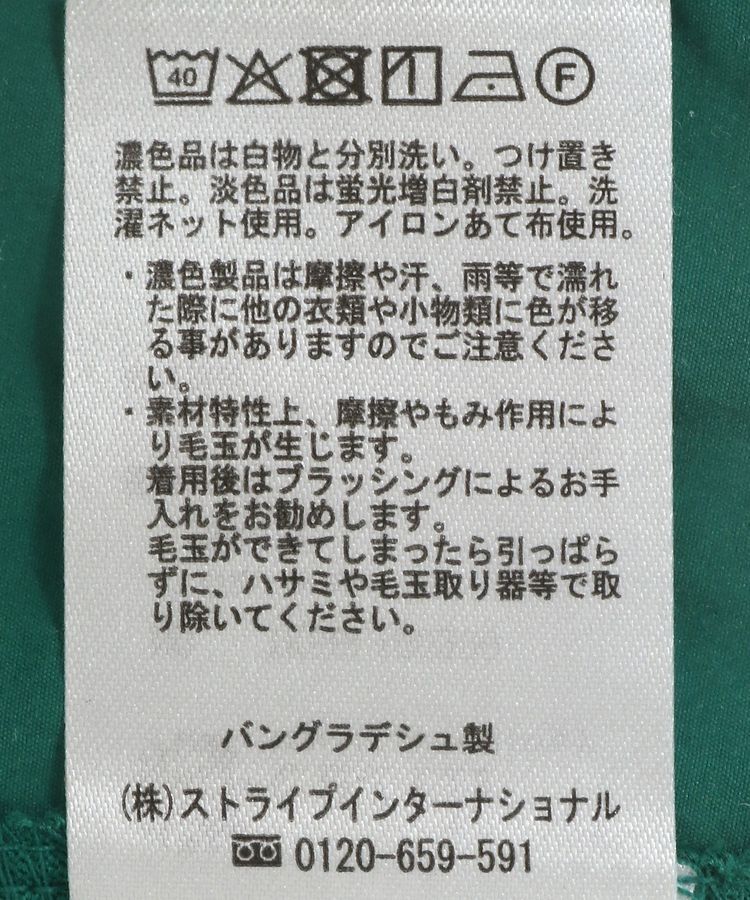 40 F
濃色品は白物と分別洗い。つけ置き
禁止。淡色品は蛍光増白剤禁止。洗
濯ネット使用。アイロンあて布使用。
・濃色製品は摩擦や汗、雨等で濡れ
た際に他の衣類や小物類に色が移
る事がありますのでご注意くださ
い。
・素材特性上、摩擦やもみ作用によ
り毛玉が生じます。
着用後はブラッシングによるお手
入れをお勧めします。
毛玉ができてしまったら引っぱら
ずに、ハサミや毛玉取り器等で取
り除いてください。
バングラデシュ製
(株)ストライプインターナショナル
0120-659-591